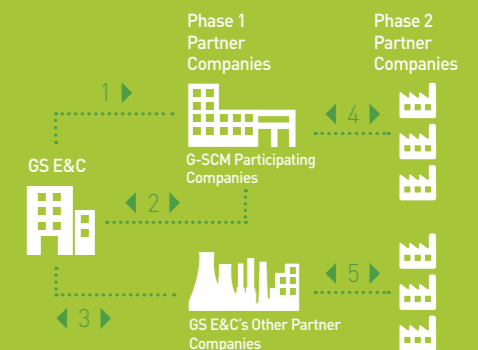 Phase 1
Partner
Companies
Phase 2
Partner
Companies
1
4
G-SCM Participating
Companies
GS E&C
2
5
3
GS E&C's Other Partner
Companies